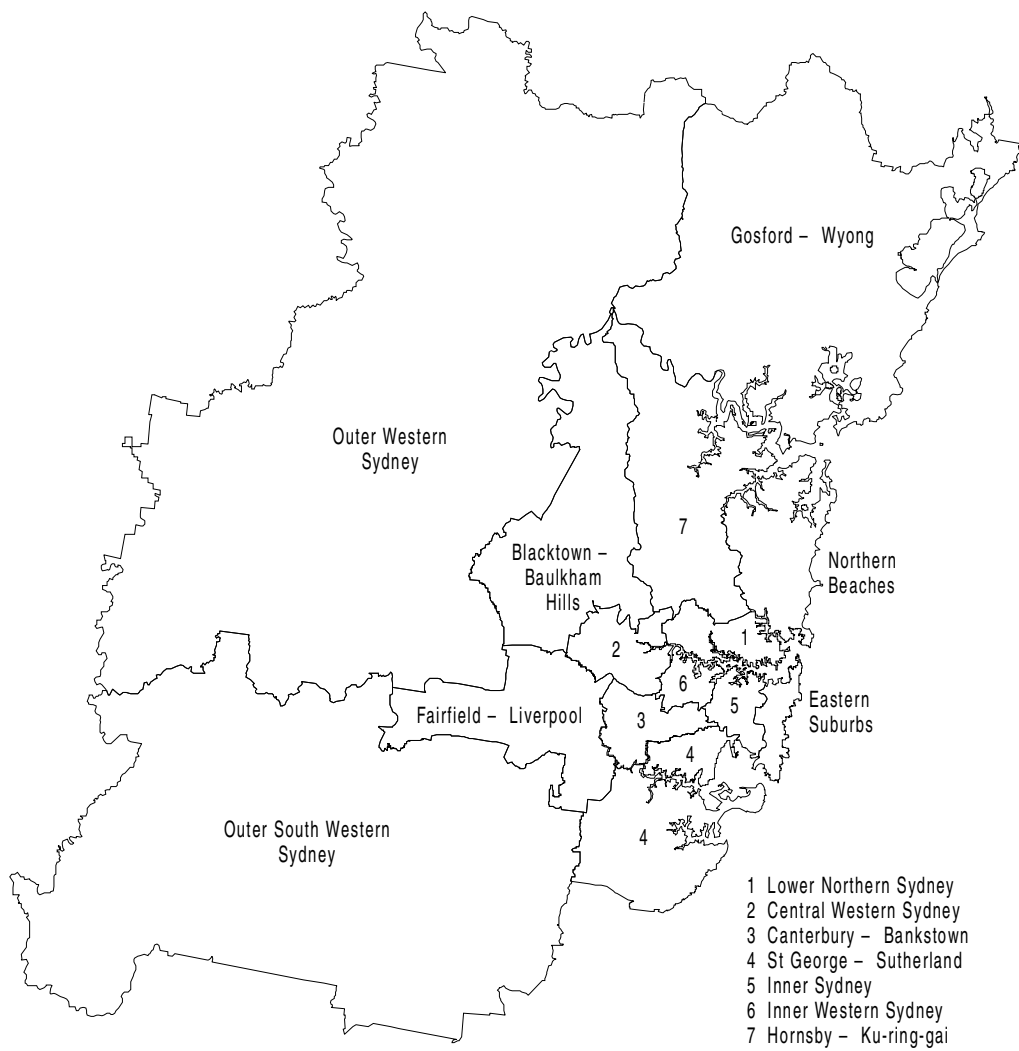 Gosford – Wyong
Outer Western
Sydney
7
Blacktown –
Baulkham
Hills
Northern
Beaches
1
2
6
5
Eastern
Suburbs
Fairfield – Liverpool
3
4
Outer South Western
Sydney
4
1 Lower Northern Sydney
2 Central Western Sydney
3 Canterbury – Bankstown
4 St George – Sutherland
5 Inner Sydney
6 Inner Western Sydney
7 Hornsby – Ku-ring-gai